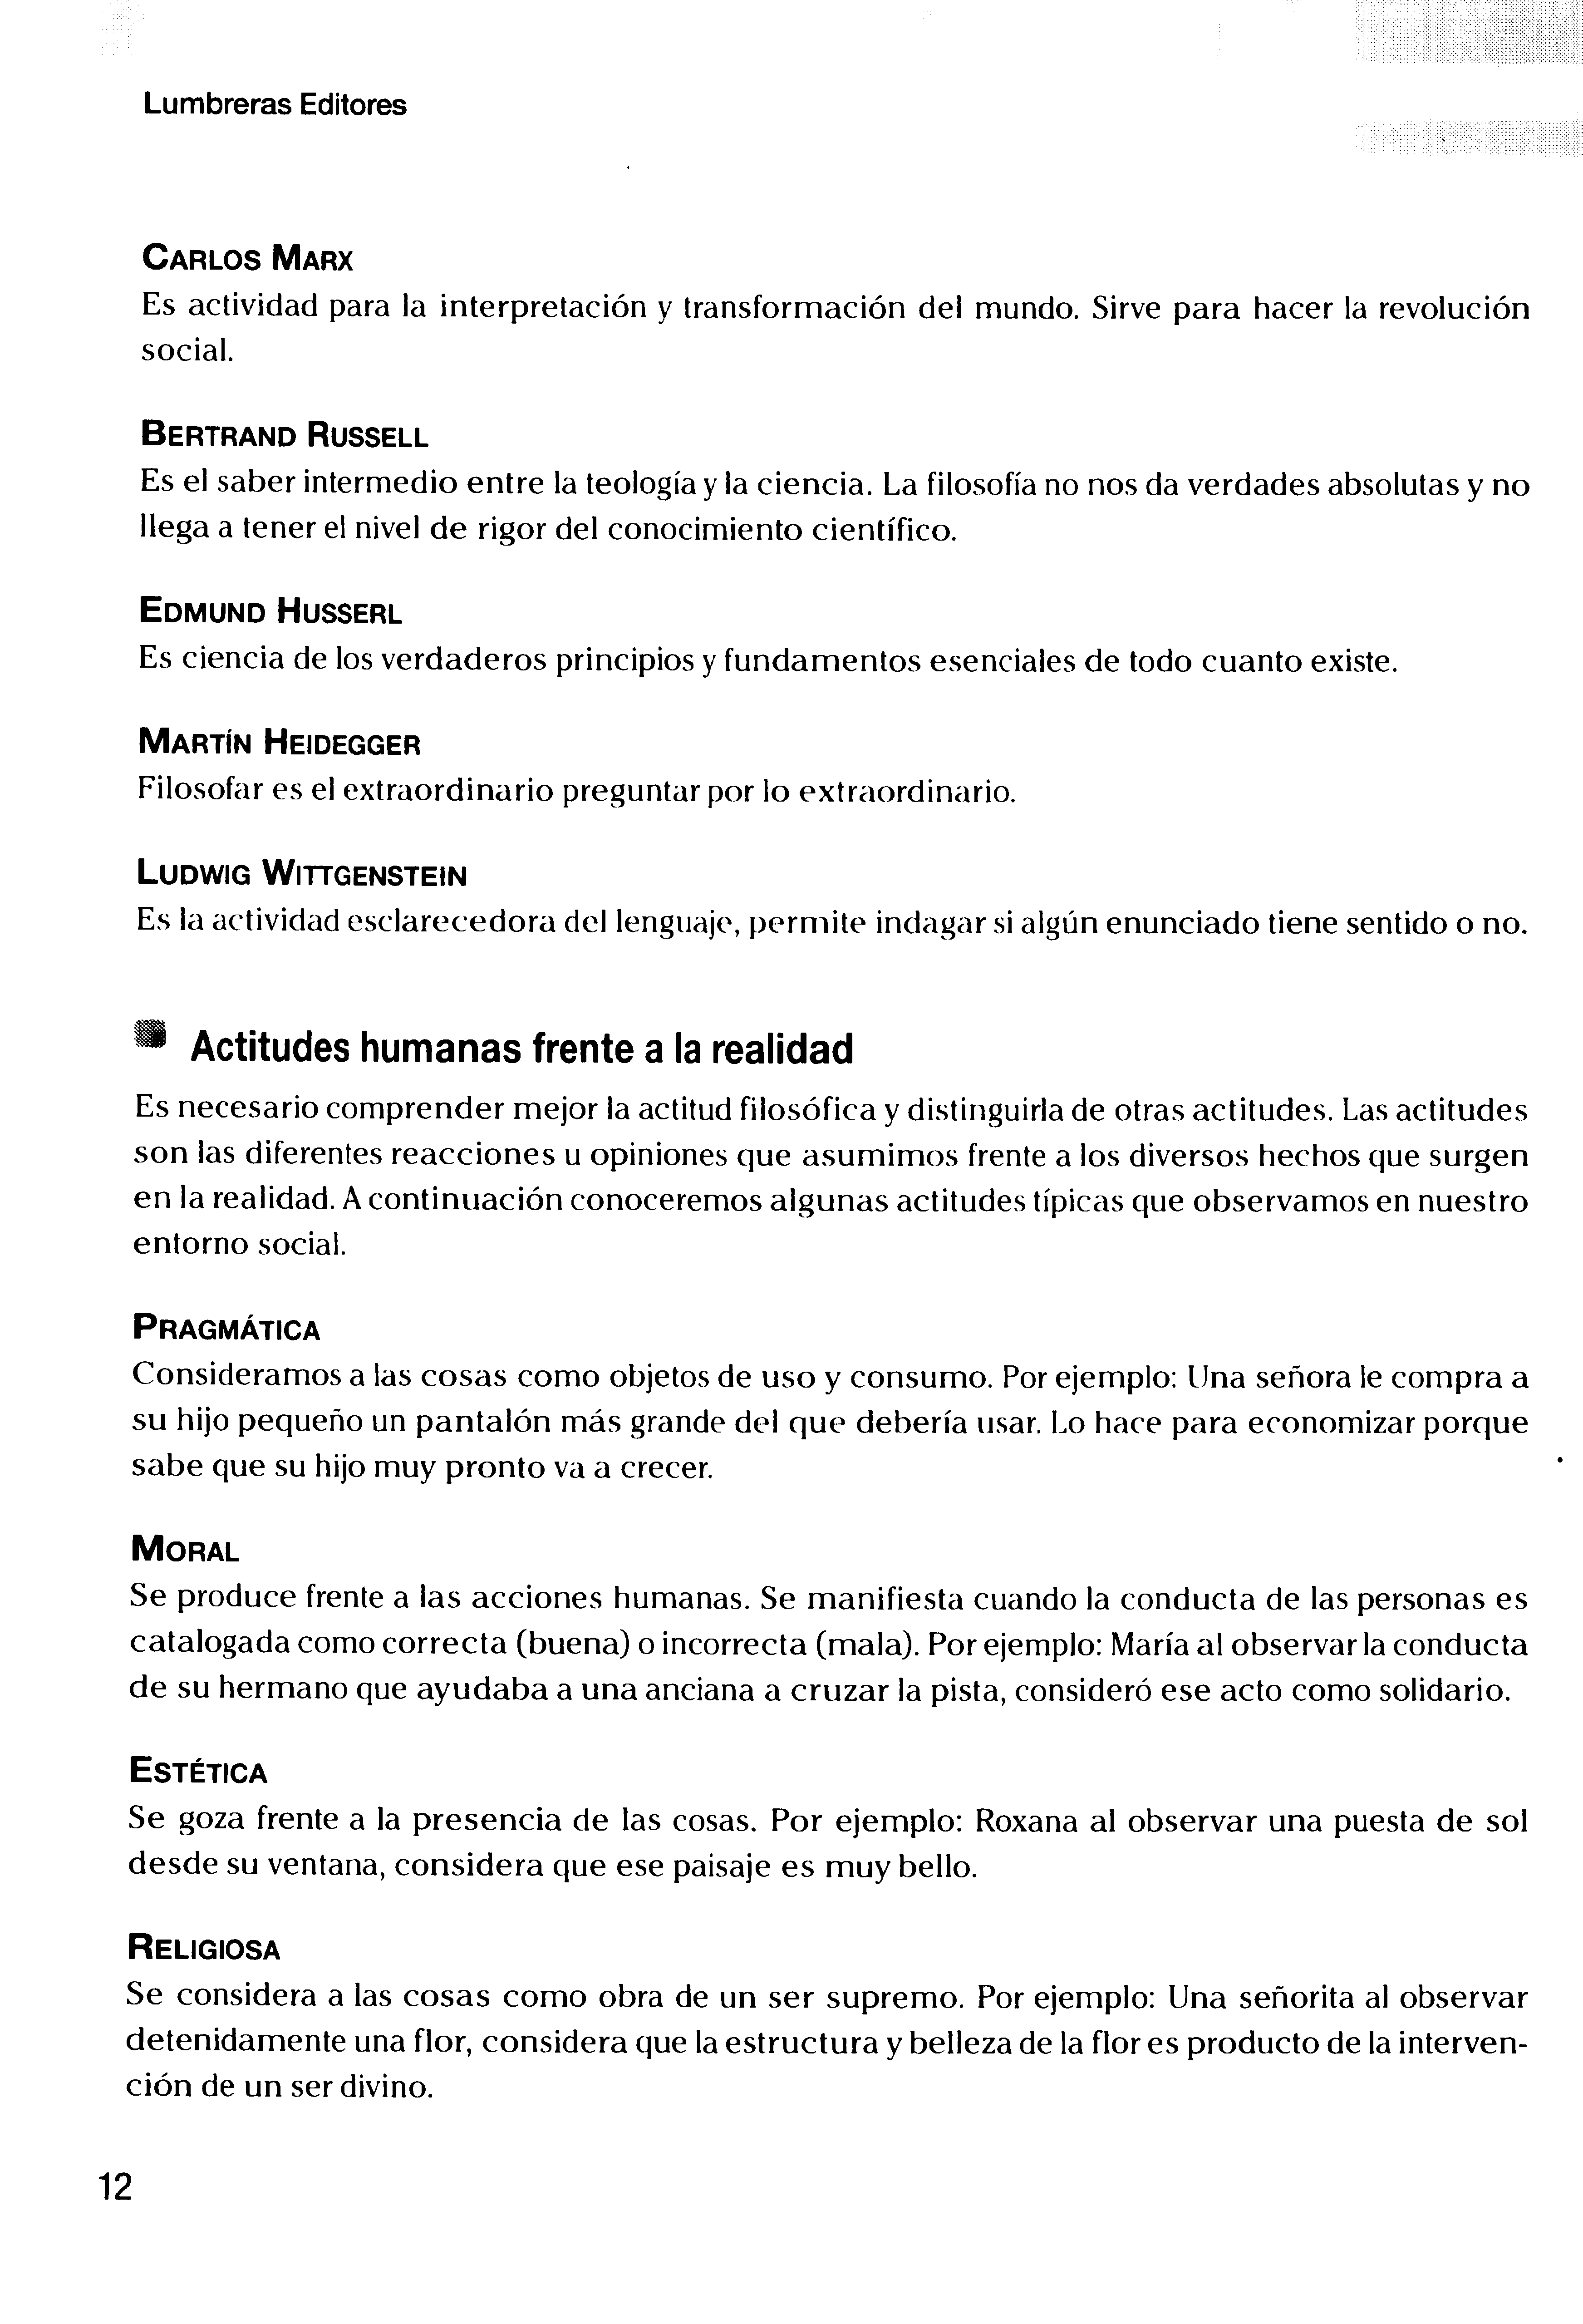 Lumbreras Editores
CARLOS MARX
Es actividad para la interpretación y transformación del mundo. Sirve para hacer la revolución
social.
BERTRAND RUSSELL
Es el saber intermedio entre la teología y la ciencia. La filosofía no nos da verdades absolutas y no
llega a tener el nivel de rigor del conocimiento científico.
EDMUND HUSSERL
Es ciencia de los verdaderos principios y fundamentos esenciales de todo cuanto existe.
MARTÍN HEIDEGGER
Filosofar es el extraordinario preguntar por lo extraordinario.
LUDWIG WITTGENSTEIN
Es la actividad esclarecedora del lenguaje, permite indagar si algún enunciado tiene sentido o no.
Actitudes humanas frente a la realidad
Es necesario comprender mejor la actitud filosófica y distinguirla de otras actitudes. Las actitudes
son las diferentes reacciones u opiniones que asumimos frente a los diversos hechos que surgen
en la realidad. A continuación conoceremos algunas actitudes típicas que observamos en nuestro
entorno social.
PRAGMÁTICA
Consideramos a las cosas como objetos de uso y consumo. Por ejemplo: Una señora le compra a
su hijo pequeño un pantalón más grande del que debería usar. Lo hace para economizar porque
sabe que su hijo muy pronto va a crecer.
MORAL
Se produce frente a las acciones humanas. Se manifiesta cuando la conducta de las personas es
catalogada como correcta (buena) o incorrecta (mala). Por ejemplo: María al observar la conducta
de su hermano que ayudaba a una anciana a cruzar la pista, consideró ese acto como solidario.
ESTÉTICA
Se goza frente a la presencia de las cosas. Por ejemplo: Roxana al observar una puesta de sol
desde su ventana, considera que ese paisaje es muy bello.
RELIGIOSA
Se considera a las cosas como obra de un ser supremo. Por ejemplo: Una señorita al observar
detenidamente una flor, considera que la estructura y belleza de la flor es producto de la interven-
ción de un ser divino.
12